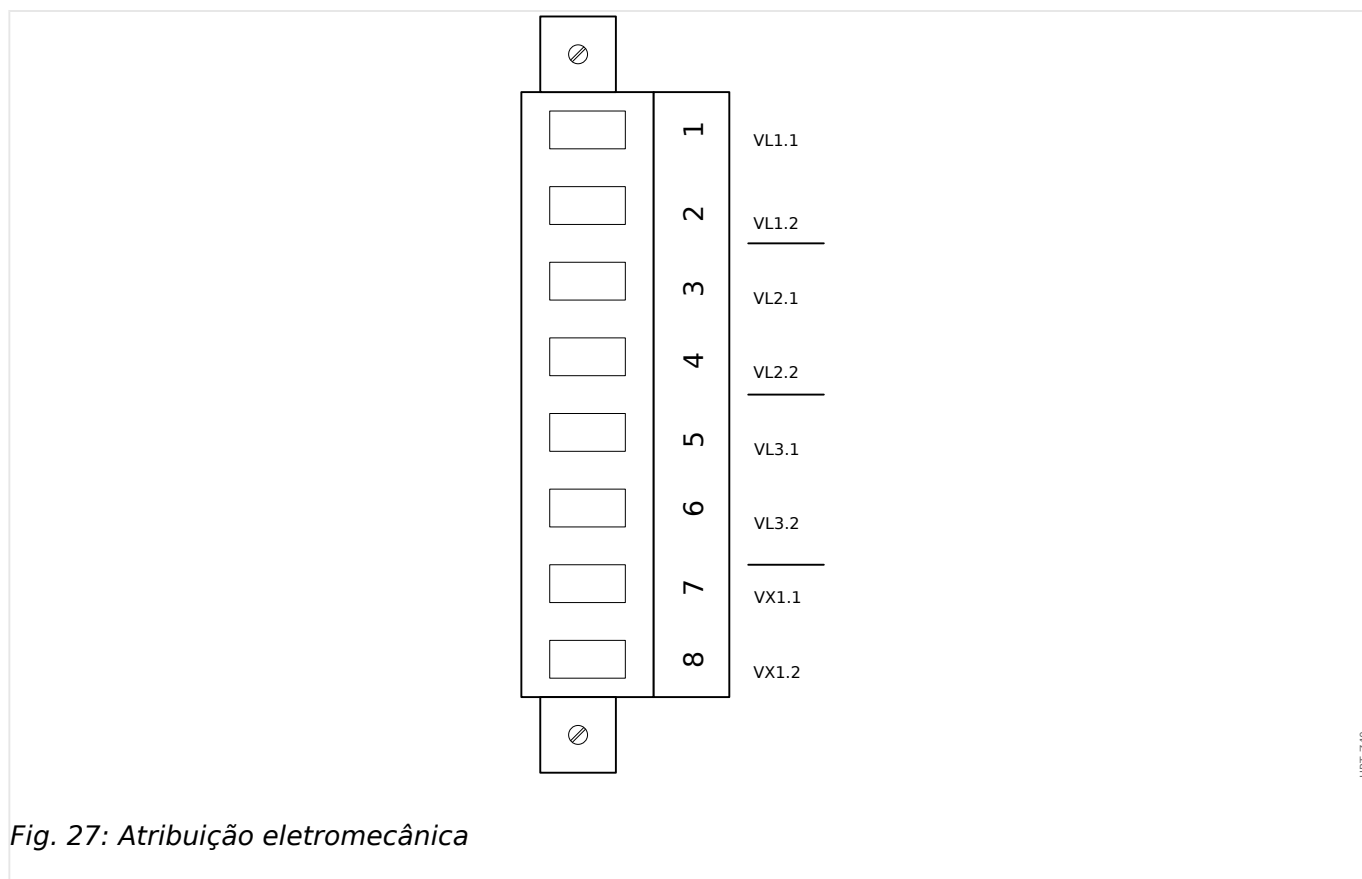 1 VL1.1
2 VL1.2
3 VL2.1
4 VL2.2
5 VL3.1
6 VL3.2
7 VX1.1
8 VX1.2
Fig. 27: Atribuição eletromecânica